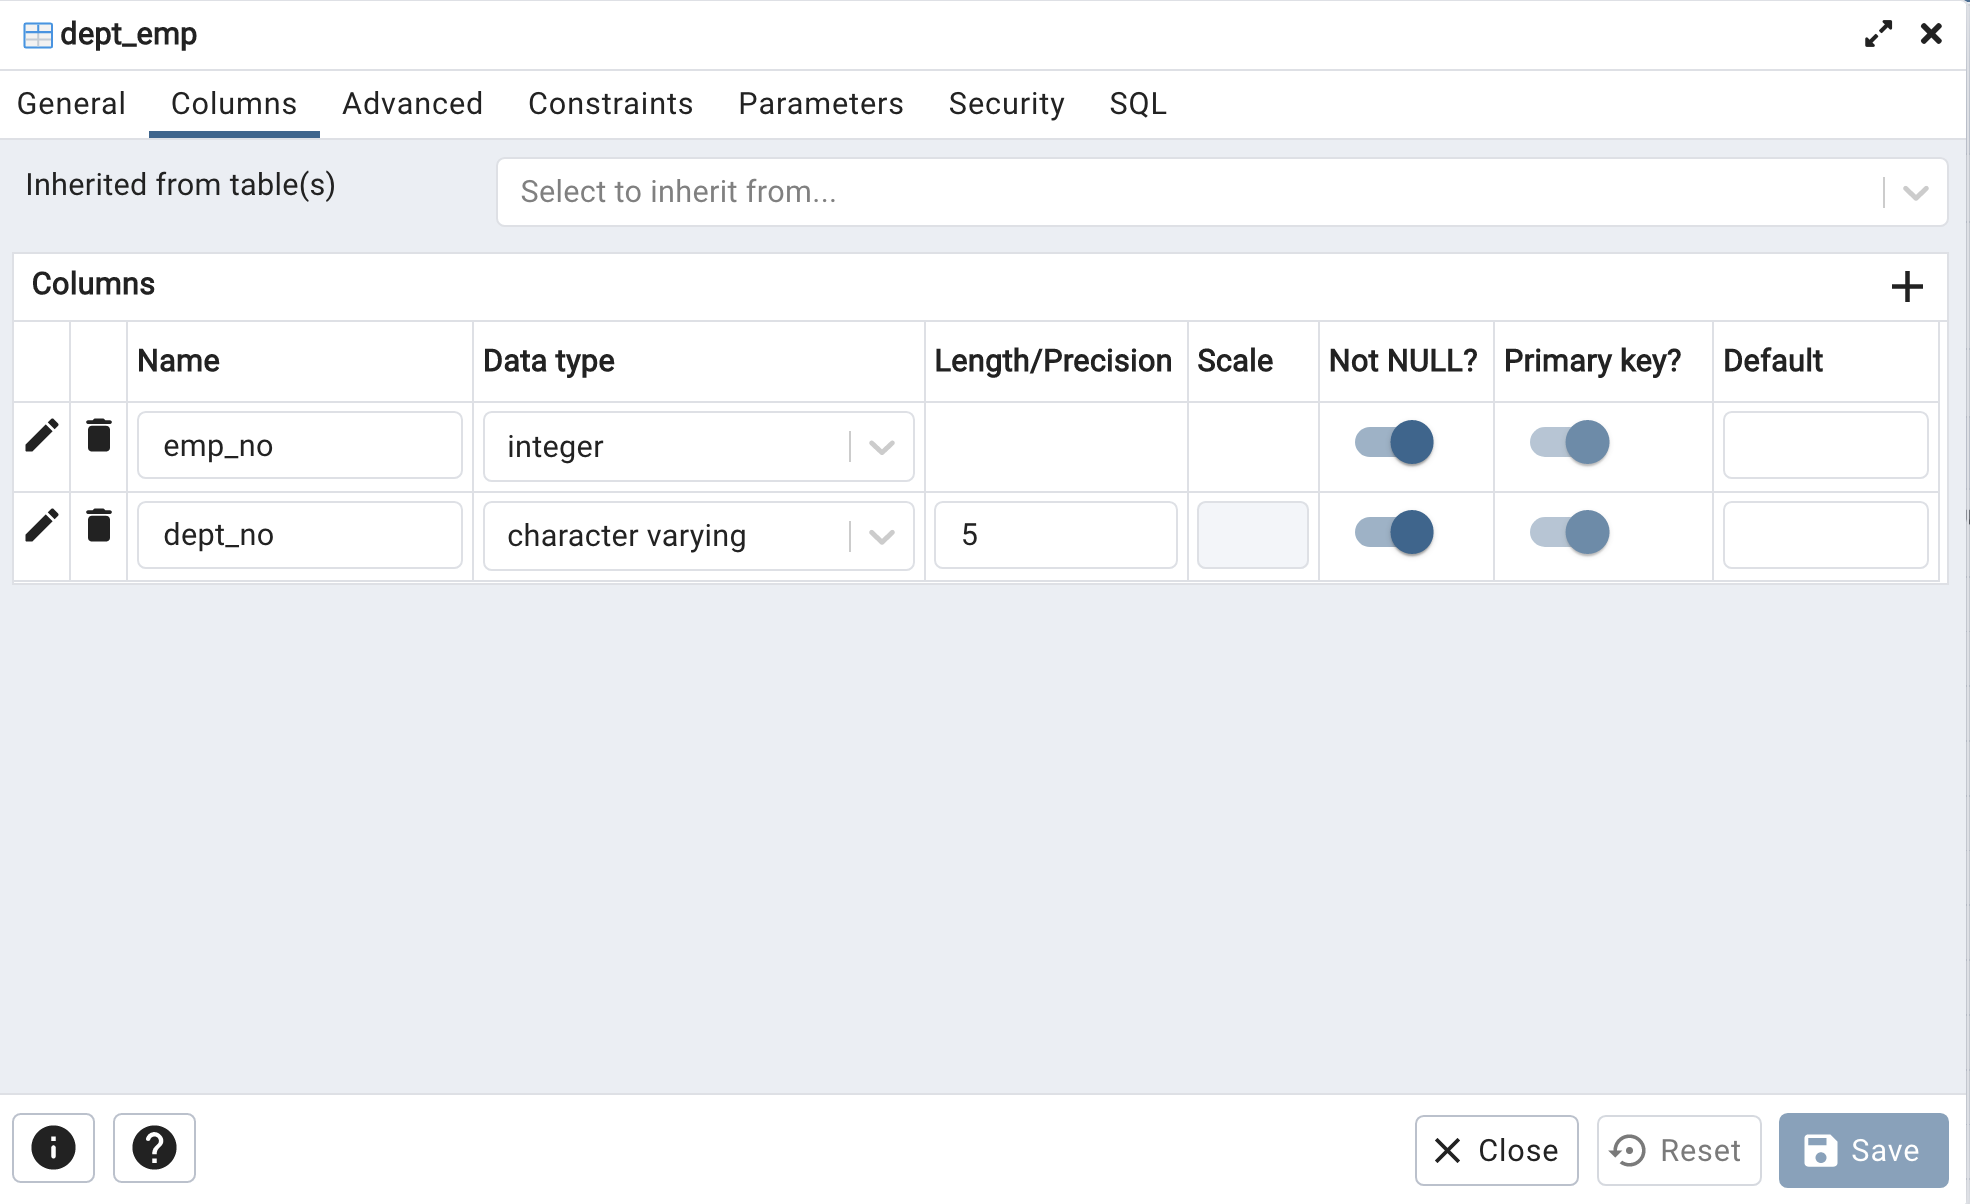 dept_emp
General Columns Advanced Constraints Parameters Security SQL
Inherited from table(s) Select to inherit from...
Columns
Name Data type Length/Precision Scale Not NULL? Primary key? Default
emp_no integer
dept_no character varying 5
Close Reset Save